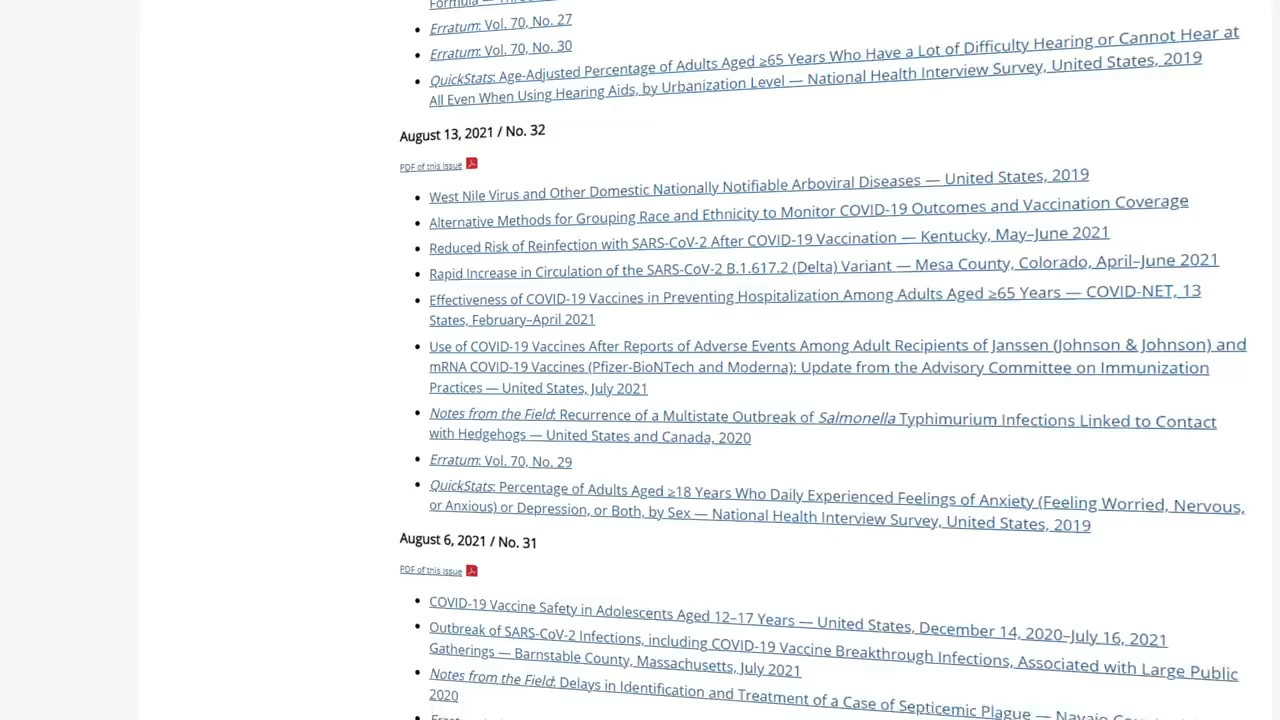 Erratum: Vol. 70, No. 27
Erratum: Vol. 70, No. 30
QuickStats: Age-Adjusted Percentage of Adults Aged ≥65 Years Who Have a Lot of Difficulty Hearing or Cannot Hear at
All Even When Using Hearing Aids, by Urbanization Level — National Health Interview Survey, United States, 2019
August 13, 2021 / No. 32
PDF of this issue
West Nile Virus and Other Domestic Nationally Notifiable Arboviral Diseases — United States, 2019
Alternative Methods for Grouping Race and Ethnicity to Monitor COVID-19 Outcomes and Vaccination Coverage
Reduced Risk of Reinfection with SARS-CoV-2 After COVID-19 Vaccination — Kentucky, May–June 2021
Rapid Increase in Circulation of the SARS-CoV-2 B.1.617.2 (Delta) Variant — Mesa County, Colorado, April–June 2021
Effectiveness of COVID-19 Vaccines in Preventing Hospitalization Among Adults Aged ≥65 Years — COVID-NET, 13
States, February–April 2021
Use of COVID-19 Vaccines After Reports of Adverse Events Among Adult Recipients of Janssen (Johnson & Johnson) and
mRNA COVID-19 Vaccines (Pfizer-BioNTech and Moderna): Update from the Advisory Committee on Immunization
Practices — United States, July 2021
Notes from the Field: Recurrence of a Multistate Outbreak of Salmonella Typhimurium Infections Linked to Contact
with Hedgehogs — United States and Canada, 2020
Erratum: Vol. 70, No. 29
QuickStats: Percentage of Adults Aged ≥18 Years Who Daily Experienced Feelings of Anxiety (Feeling Worried, Nervous,
or Anxious) or Depression, or Both, by Sex — National Health Interview Survey, United States, 2019
August 6, 2021 / No. 31
PDF of this issue
COVID-19 Vaccine Safety in Adolescents Aged 12–17 Years — United States, December 14, 2020–July 16, 2021
Outbreak of SARS-CoV-2 Infections, including COVID-19 Vaccine Breakthrough Infections, Associated with Large Public
Gatherings — Barnstable County, Massachusetts, July 2021
Notes from the Field: Delays in Identification and Treatment of a Case of Septicemic Plague — Navajo
2020